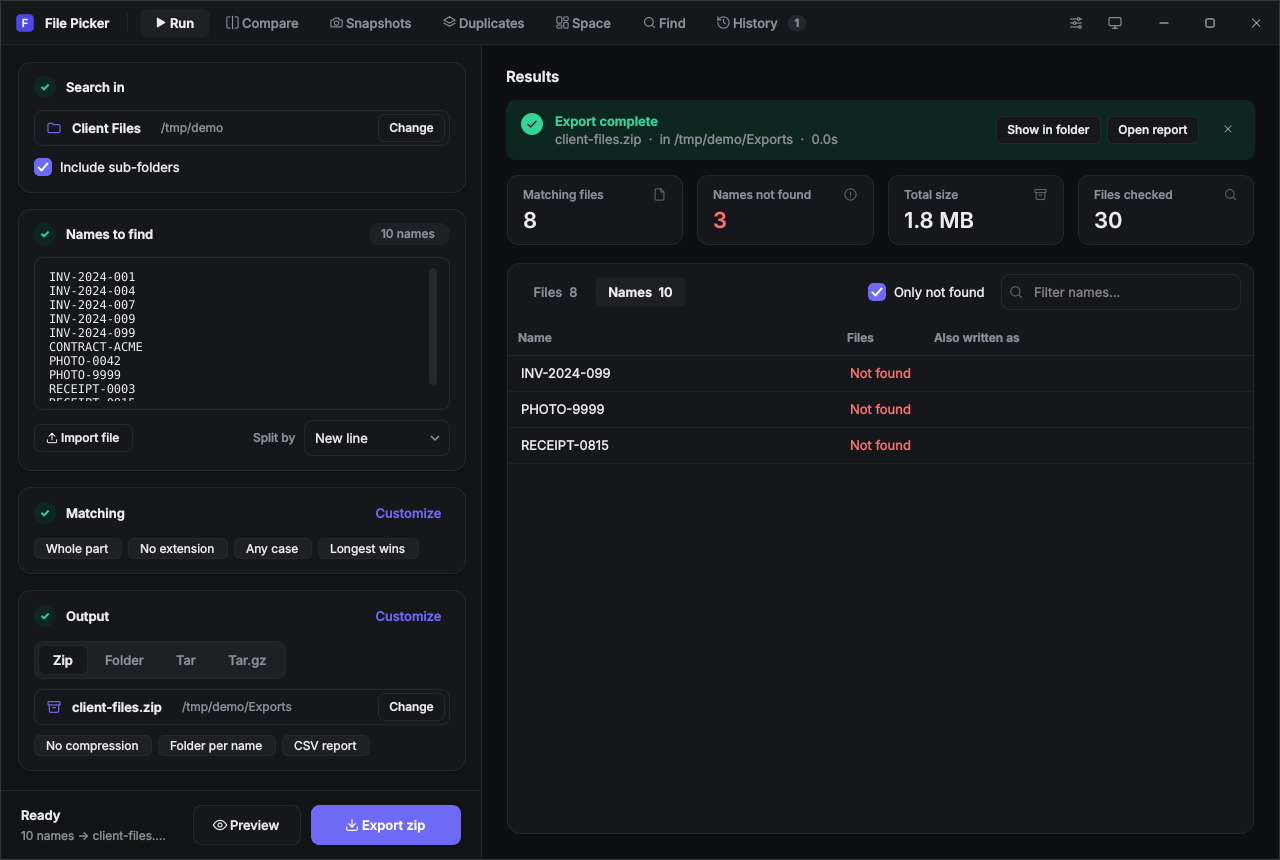 F File Picker Run Compare Snapshots Duplicates Space Find History 1
Search in
Client Files /tmp/demo Change
Include sub-folders
Names to find 10 names
INV-2024-001
INV-2024-004
INV-2024-007
INV-2024-009
INV-2024-099
CONTRACT-ACME
PHOTO-0042
PHOTO-9999
RECEIPT-0003
RECEIPT-0815
Import file Split by New line
Matching Customize
Whole part No extension Any case Longest wins
Output Customize
Zip Folder Tar Tar.gz
client-files.zip /tmp/demo/Exports Change
No compression Folder per name CSV report
Ready
10 names → client-files....
Preview Export zip
Results
Export complete
client-files.zip · in /tmp/demo/Exports · 0.0s
Show in folder Open report
Matching files Names not found Total size Files checked
8 3 1.8 MB 30
Files 8 Names 10 Only not found Filter names...
Name Files Also written as
INV-2024-099 Not found
PHOTO-9999 Not found
RECEIPT-0815 Not found